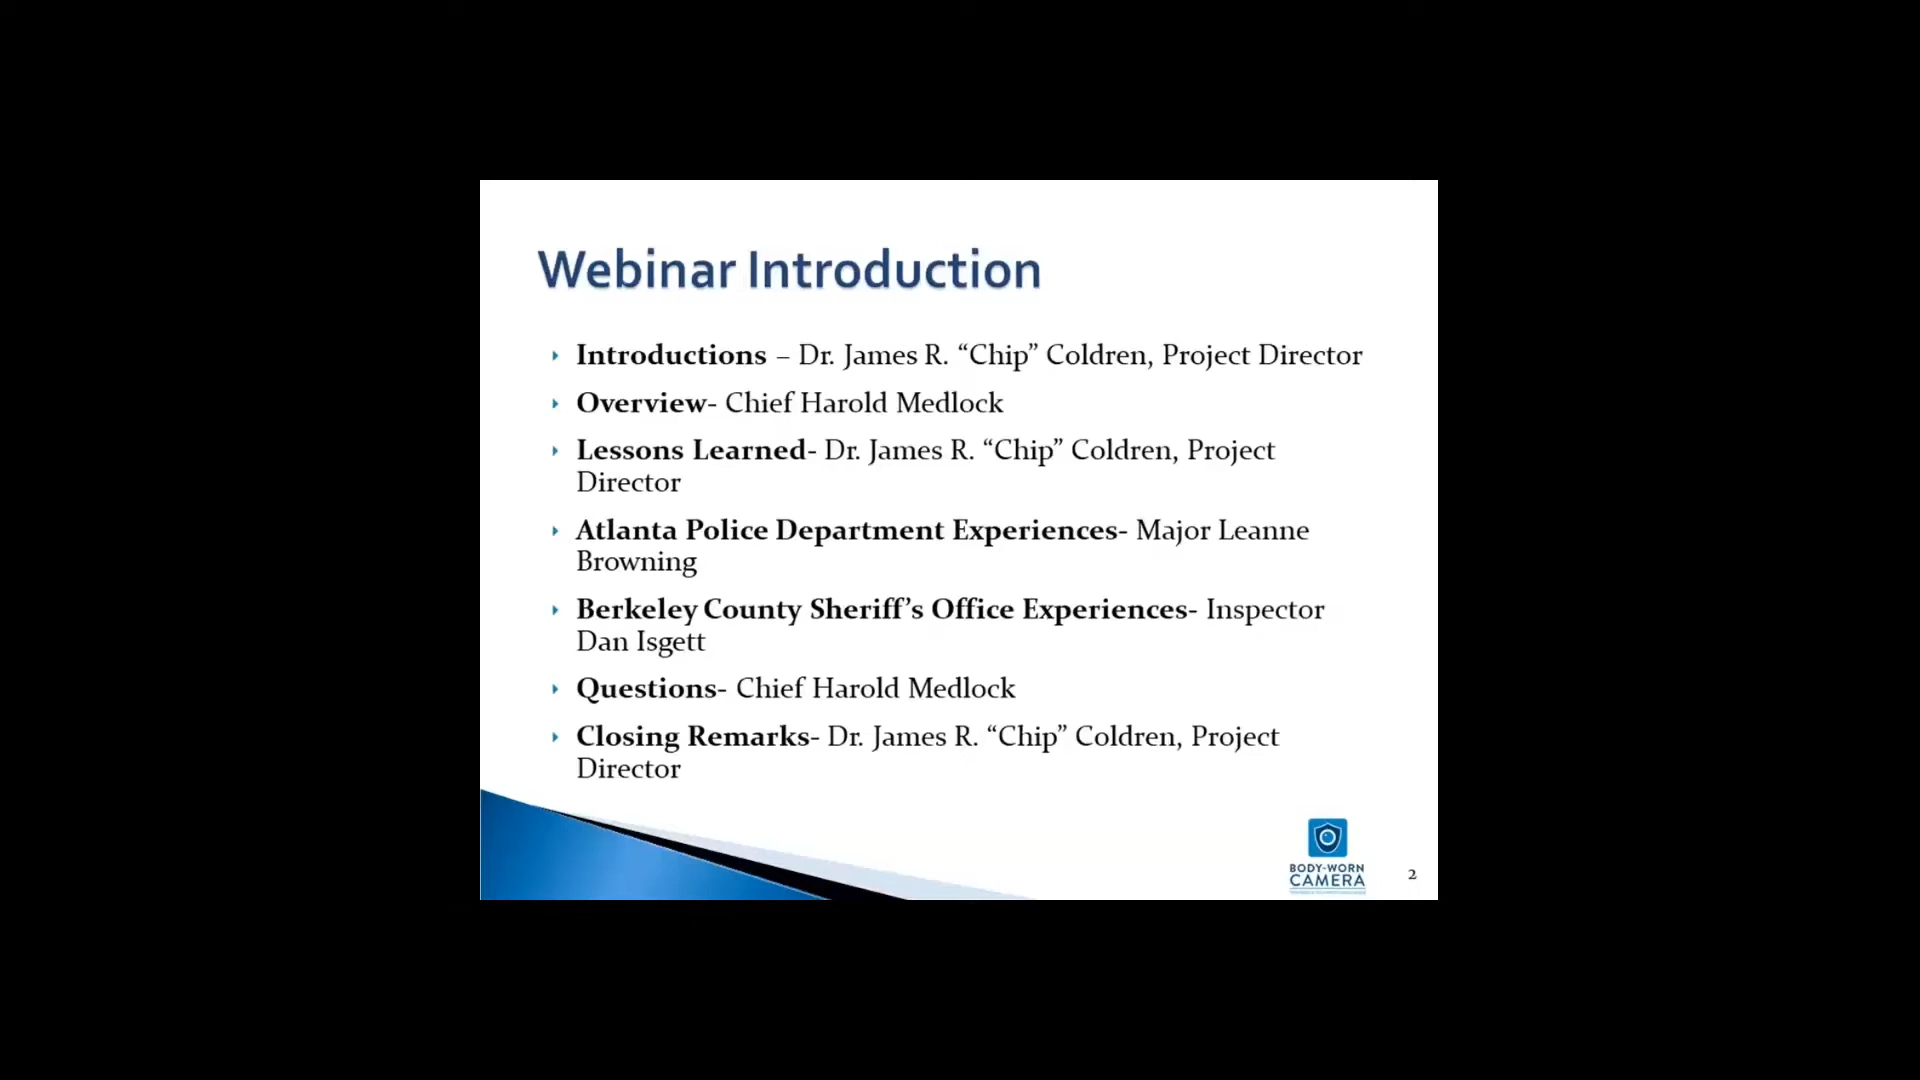 Webinar Introduction
Introductions – Dr. James R. “Chip” Coldren, Project Director
Overview- Chief Harold Medlock
Lessons Learned- Dr. James R. “Chip” Coldren, Project
Director
Atlanta Police Department Experiences- Major Leanne
Browning
Berkeley County Sheriff’s Office Experiences- Inspector
Dan Isgett
Questions- Chief Harold Medlock
Closing Remarks- Dr. James R. “Chip” Coldren, Project
Director
BODY-WORN
CAMERA
2